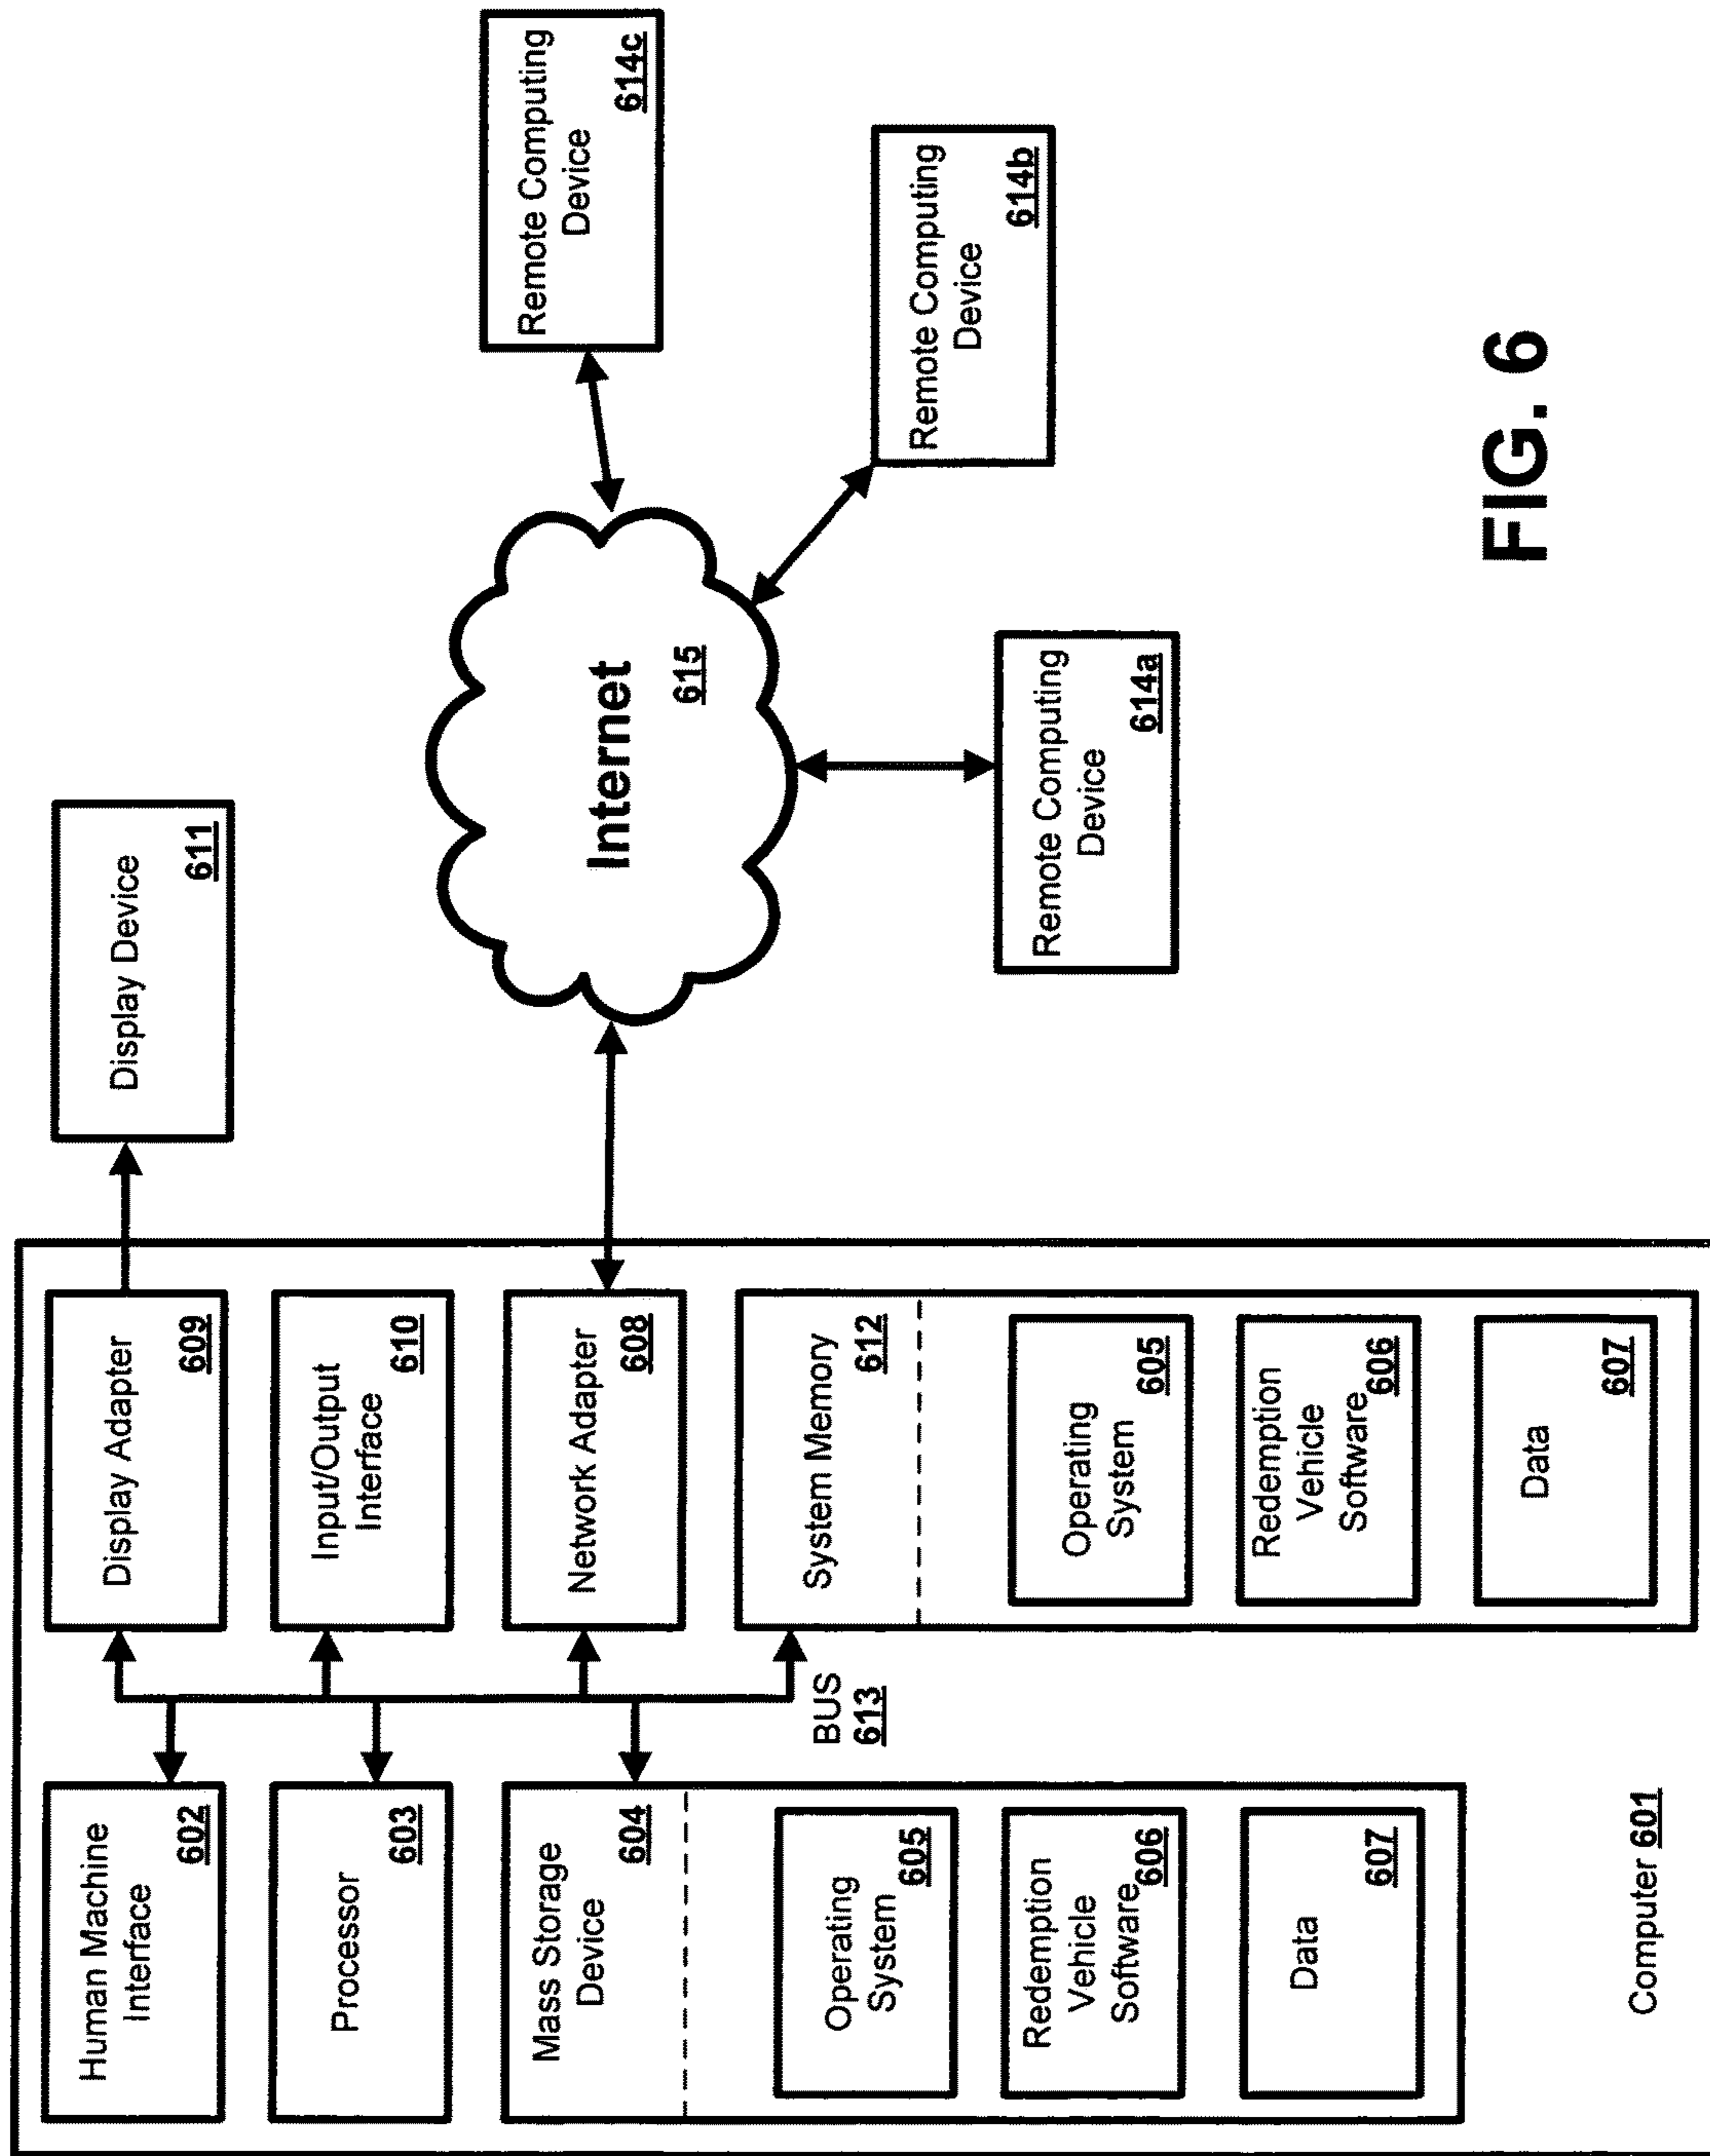 Human Machine
Interface
602
Processor
603
Mass Storage
Device
604
Operating
System
605
Redemption
Vehicle
Software
606
Data
607
Computer 601
BUS
613
Display Adapter
609
Input/Output
Interface
610
Network Adapter
608
System Memory
612
Operating
System
605
Redemption
Vehicle
Software
606
Data
607
Display Device
611
Internet
615
Remote Computing
Device
614a
Remote Computing
Device
614b
Remote Computing
Device
614c
FIG. 6